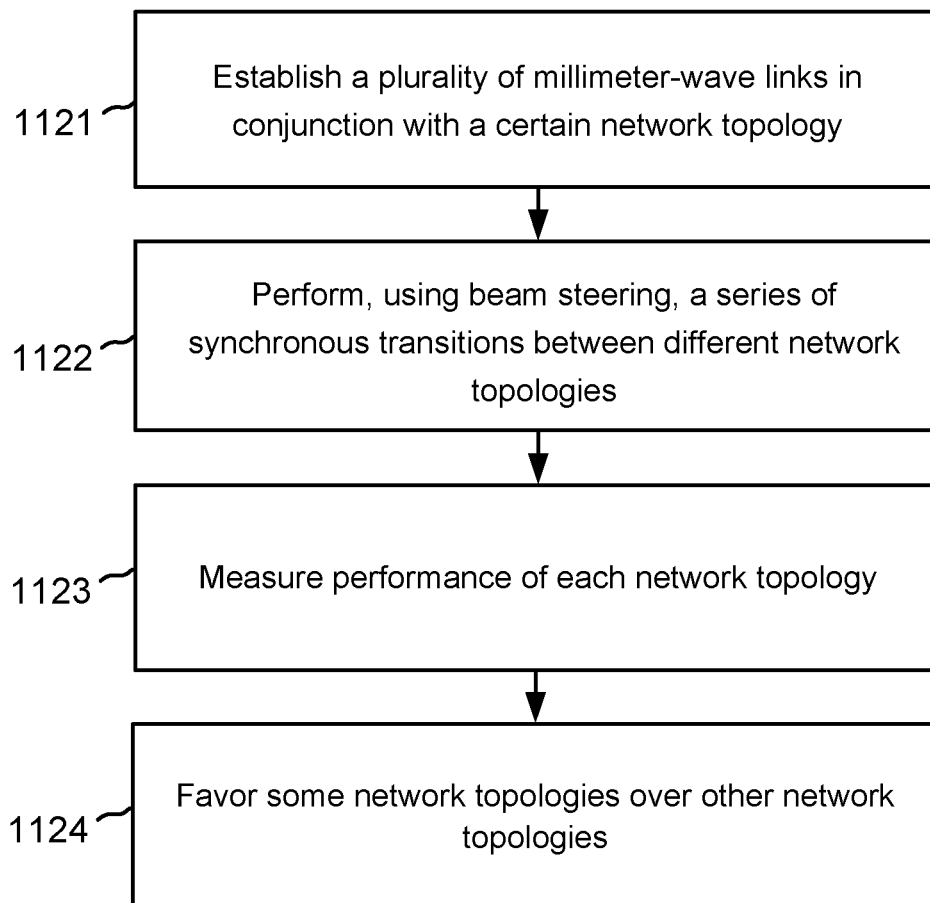 Establish a plurality of millimeter-wave links in
1121
conjunction with a certain network topology
Perform, using beam steering, a series of
1122
synchronous transitions between different network
topologies
1123
Measure performance of each network topology
Favor some network topologies over other network
1124
topologies